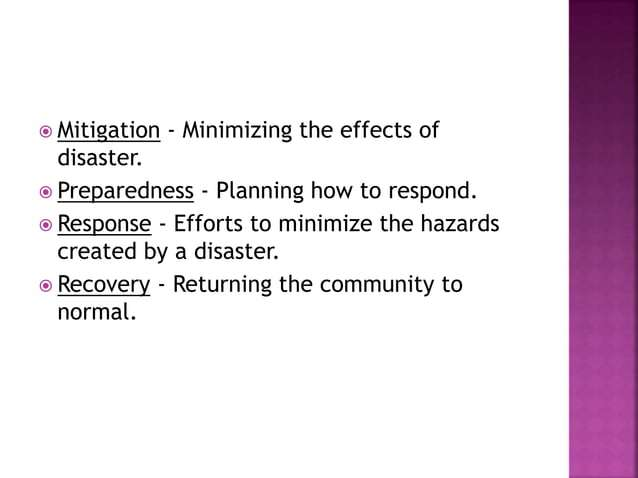 Mitigation - Minimizing the effects of
disaster.
Preparedness - Planning how to respond.
Response - Efforts to minimize the hazards
created by a disaster.
Recovery - Returning the community to
normal.